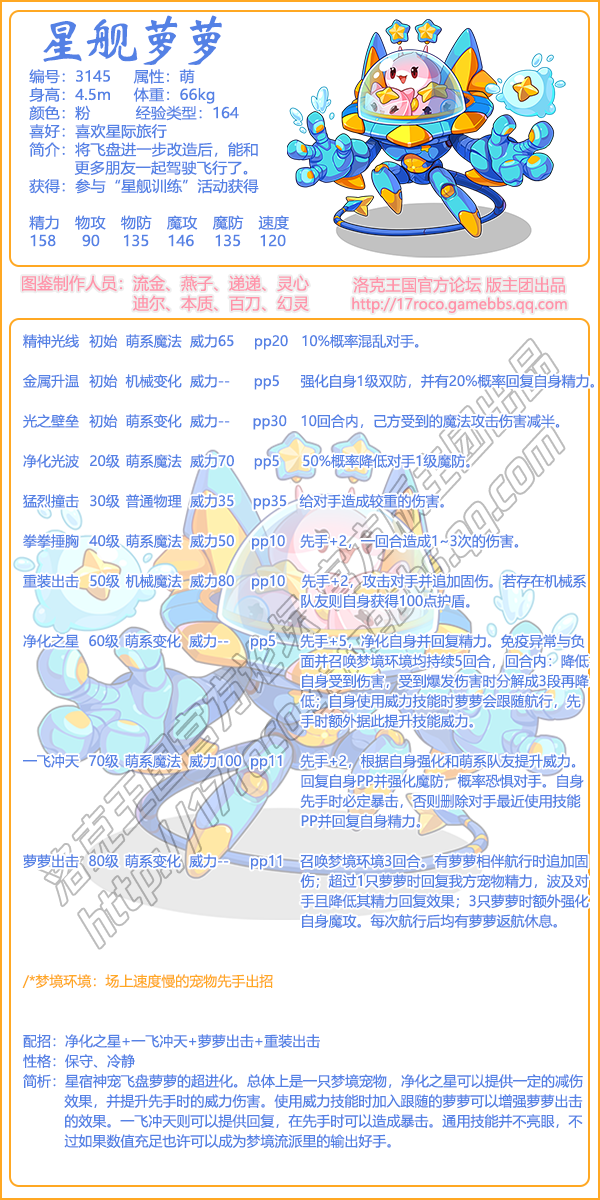 星舰萝萝
编号：3145 属性：萌
身高：4.5m 体重：66kg
颜色：粉 经验类型：164
喜好：喜欢星际旅行
简介：将飞盘进一步改造后，能和
更多朋友一起驾驶飞行了。
获得：参与“星舰训练”活动获得
精力 物攻 物防 魔攻 魔防 速度
158 90 135 146 135 120
图鉴制作人员：流金、燕子、递递、灵心
迪尔、本质、百刀、幻灵
洛克王国官方论坛 版主团出品
http://17roco.gamebbs.qq.com
精神光线 初始 萌系魔法 威力65 pp20 10%概率混乱对手。
金属升温 初始 机械变化 威力-- pp5 强化自身1级双防，并有20%概率回复自身精力。
光之壁垒 初始 萌系变化 威力-- pp30 10回合内，己方受到的魔法攻击伤害减半。
净化光波 20级 萌系魔法 威力70 pp5 50%概率降低对手1级魔防。
猛烈撞击 30级 普通物理 威力35 pp35 给对手造成较重的伤害。
拳拳捶胸 40级 萌系魔法 威力50 pp10 先手+2，一回合造成1~3次的伤害。
重装出击 50级 机械魔法 威力80 pp10 先手+2，攻击对手并追加固伤。若存在机械系
队友则自身获得100点护盾。
净化之星 60级 萌系变化 威力-- pp5 先手+5，净化自身并回复精力。免疫异常与负
面并召唤梦境环境均持续5回合，回合内：降低
自身受到伤害，受到爆发伤害时分解成3段再降
低；自身使用威力技能时萝萝会跟随航行，先
手时额外据此提升技能威力。
一飞冲天 70级 萌系魔法 威力100 pp11 先手+2，根据自身强化和萌系队友提升威力。
回复自身PP并强化魔防，概率恐惧对手。自身
先手时必定暴击，否则删除对手最近使用技能
PP并回复自身精力。
萝萝出击 80级 萌系变化 威力-- pp11 召唤梦境环境3回合。有萝萝相伴航行时追加固
伤；超过1只萝萝时回复我方宠物精力，波及对
手且降低其精力回复效果；3只萝萝时额外强化
自身魔攻。每次航行后均有萝萝返航休息。
/*梦境环境：场上速度慢的宠物先手出招
配招：净化之星+一飞冲天+萝萝出击+重装出击
性格：保守、冷静
简析：星宿神宠飞盘萝萝的超进化。总体上是一只梦境宠物，净化之星可以提供一定的减伤
效果，并提升先手时的威力伤害。使用威力技能时加入跟随的萝萝可以增强萝萝出击
的效果。一飞冲天则可以提供回复，在先手时可以造成暴击。通用技能并不亮眼，不
过如果数值充足也许可以成为梦境流派里的输出好手。
洛克王国官方论坛版主团出品
http://17roco.gamebbs.qq.com